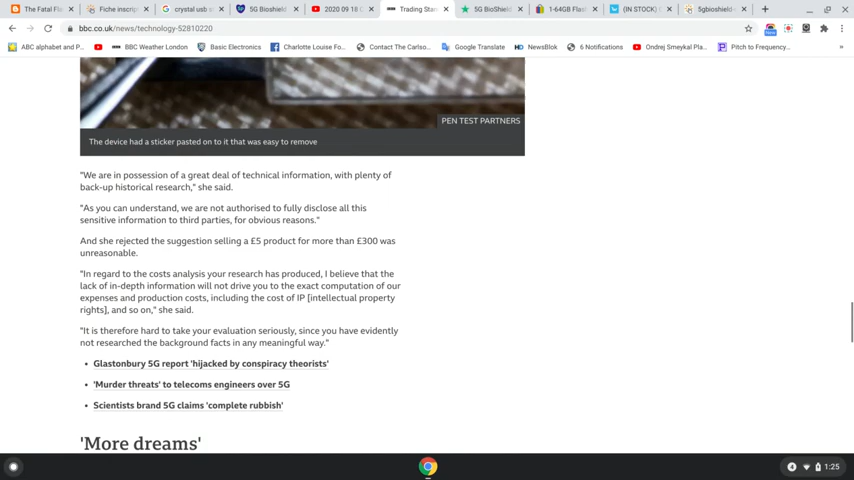 The Fatal Fla
Fiche inscrip
crystal usb s
5G Bioshield
2020 09 18 C
Trading Stan
5G BioShield
1-64GB Flas
(IN STOCK) C
5gbioshield-
bbc.co.uk/news/technology-52810220
New
ABC alphabet and p...
BBC Weather London
Basic Electronics
Charlotte Louise Fo...
Contact The Carlso...
Google Translate
NewsBlok
6 Notifications
Ondrej Smeykal Pla...
Pitch to Frequency...
»
PEN TEST PARTNERS
The device had a sticker pasted on to it that was easy to remove
"We are in possession of a great deal of technical information, with plenty of
back-up historical research," she said.
"As you can understand, we are not authorised to fully disclose all this
sensitive information to third parties, for obvious reasons."
And she rejected the suggestion selling a £5 product for more than £300 was
unreasonable.
"In regard to the costs analysis your research has produced, I believe that the
lack of in-depth information will not drive you to the exact computation of our
expenses and production costs, including the cost of IP [intellectual property
rights], and so on," she said.
"It is therefore hard to take your evaluation seriously, since you have evidently
not researched the background facts in any meaningful way."
• Glastonbury 5G report 'hijacked by conspiracy theorists'
• 'Murder threats' to telecoms engineers over 5G
• Scientists brand 5G claims 'complete rubbish'
'More dreams'
4
1:25